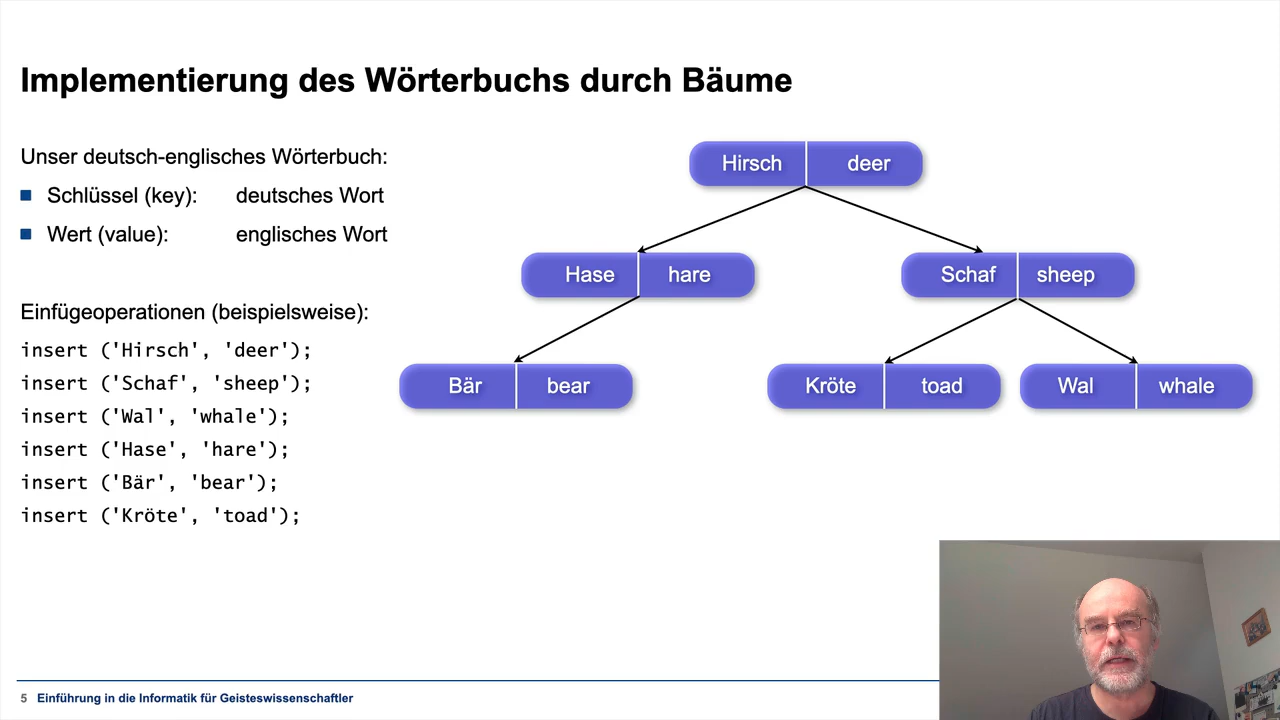 Implementierung des Wörterbuchs durch Bäume
Unser deutsch-englisches Wörterbuch:
Schlüssel (key): deutsches Wort
Wert (value): englisches Wort
Einfügeoperationen (beispielsweise):
insert ('Hirsch', 'deer');
insert ('Schaf', 'sheep');
insert ('Wal', 'whale');
insert ('Hase', 'hare');
insert ('Bär', 'bear');
insert ('Kröte', 'toad');
Hirsch deer
Hase hare
Schaf sheep
Bär bear
Kröte toad
Wal whale
5 Einführung in die Informatik für Geisteswissenschaftler